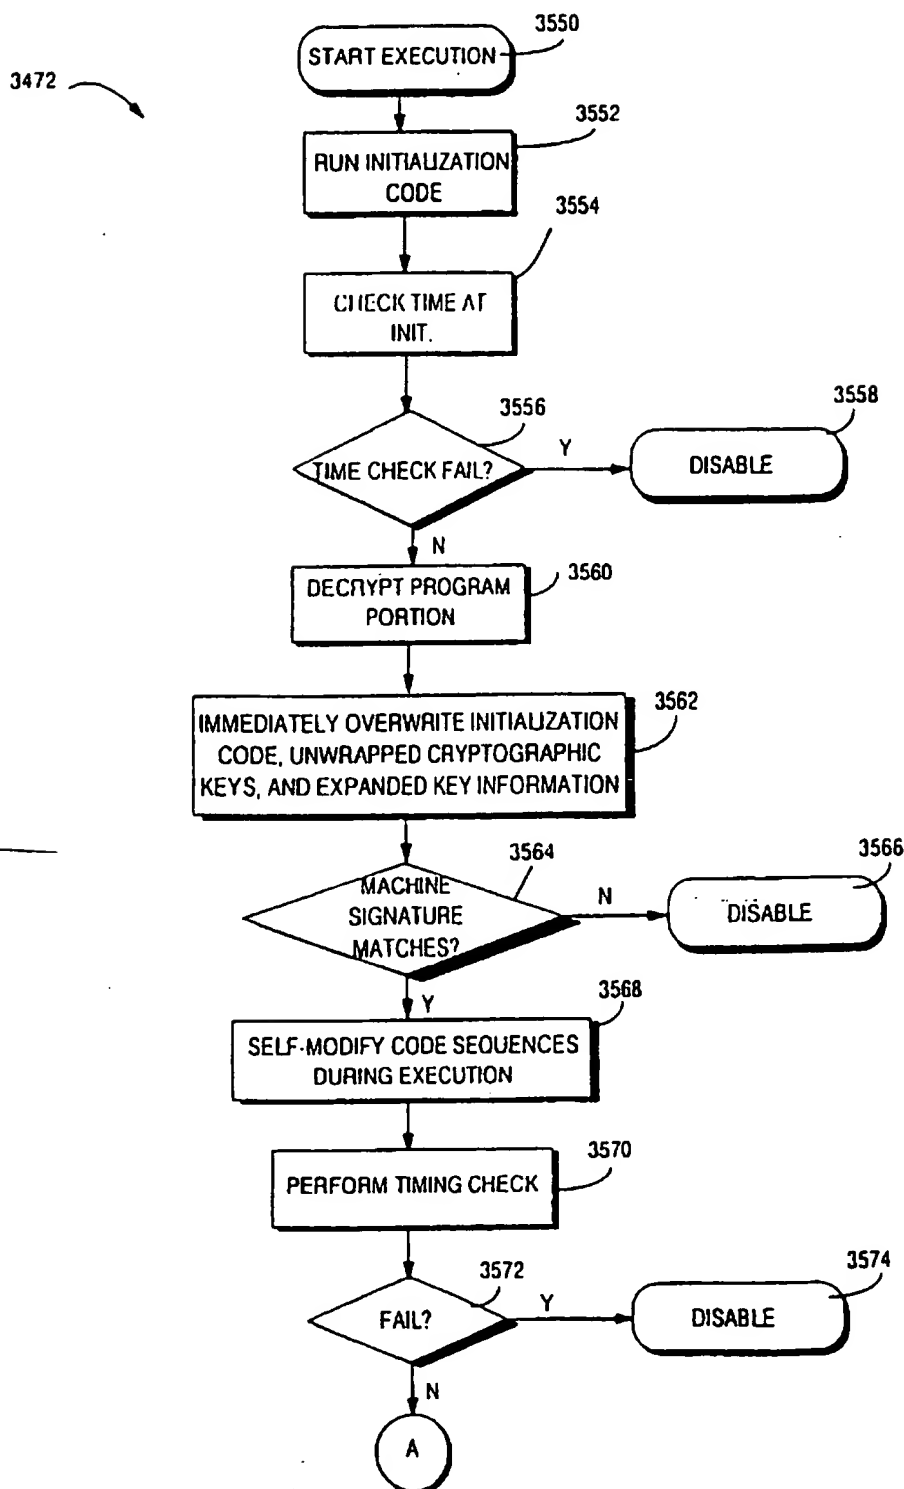 3550
START EXECUTION
3472
3552
RUN INITIALIZATION
CODE
3554
CHECK TIME AT
INIT.
3556
3558
TIME CHECK FAIL?
Y
DISABLE
N
3560
DECRYPT PROGRAM
PORTION
3562
IMMEDIATELY OVERWRITE INITIALIZATION
CODE, UNWRAPPED CRYPTOGRAPHIC
KEYS, AND EXPANDED KEY INFORMATION
3564
3566
MACHINE
SIGNATURE
MATCHES?
N
DISABLE
Y
3568
SELF-MODIFY CODE SEQUENCES
DURING EXECUTION
3570
PERFORM TIMING CHECK
3572
3574
FAIL?
Y
DISABLE
N
A